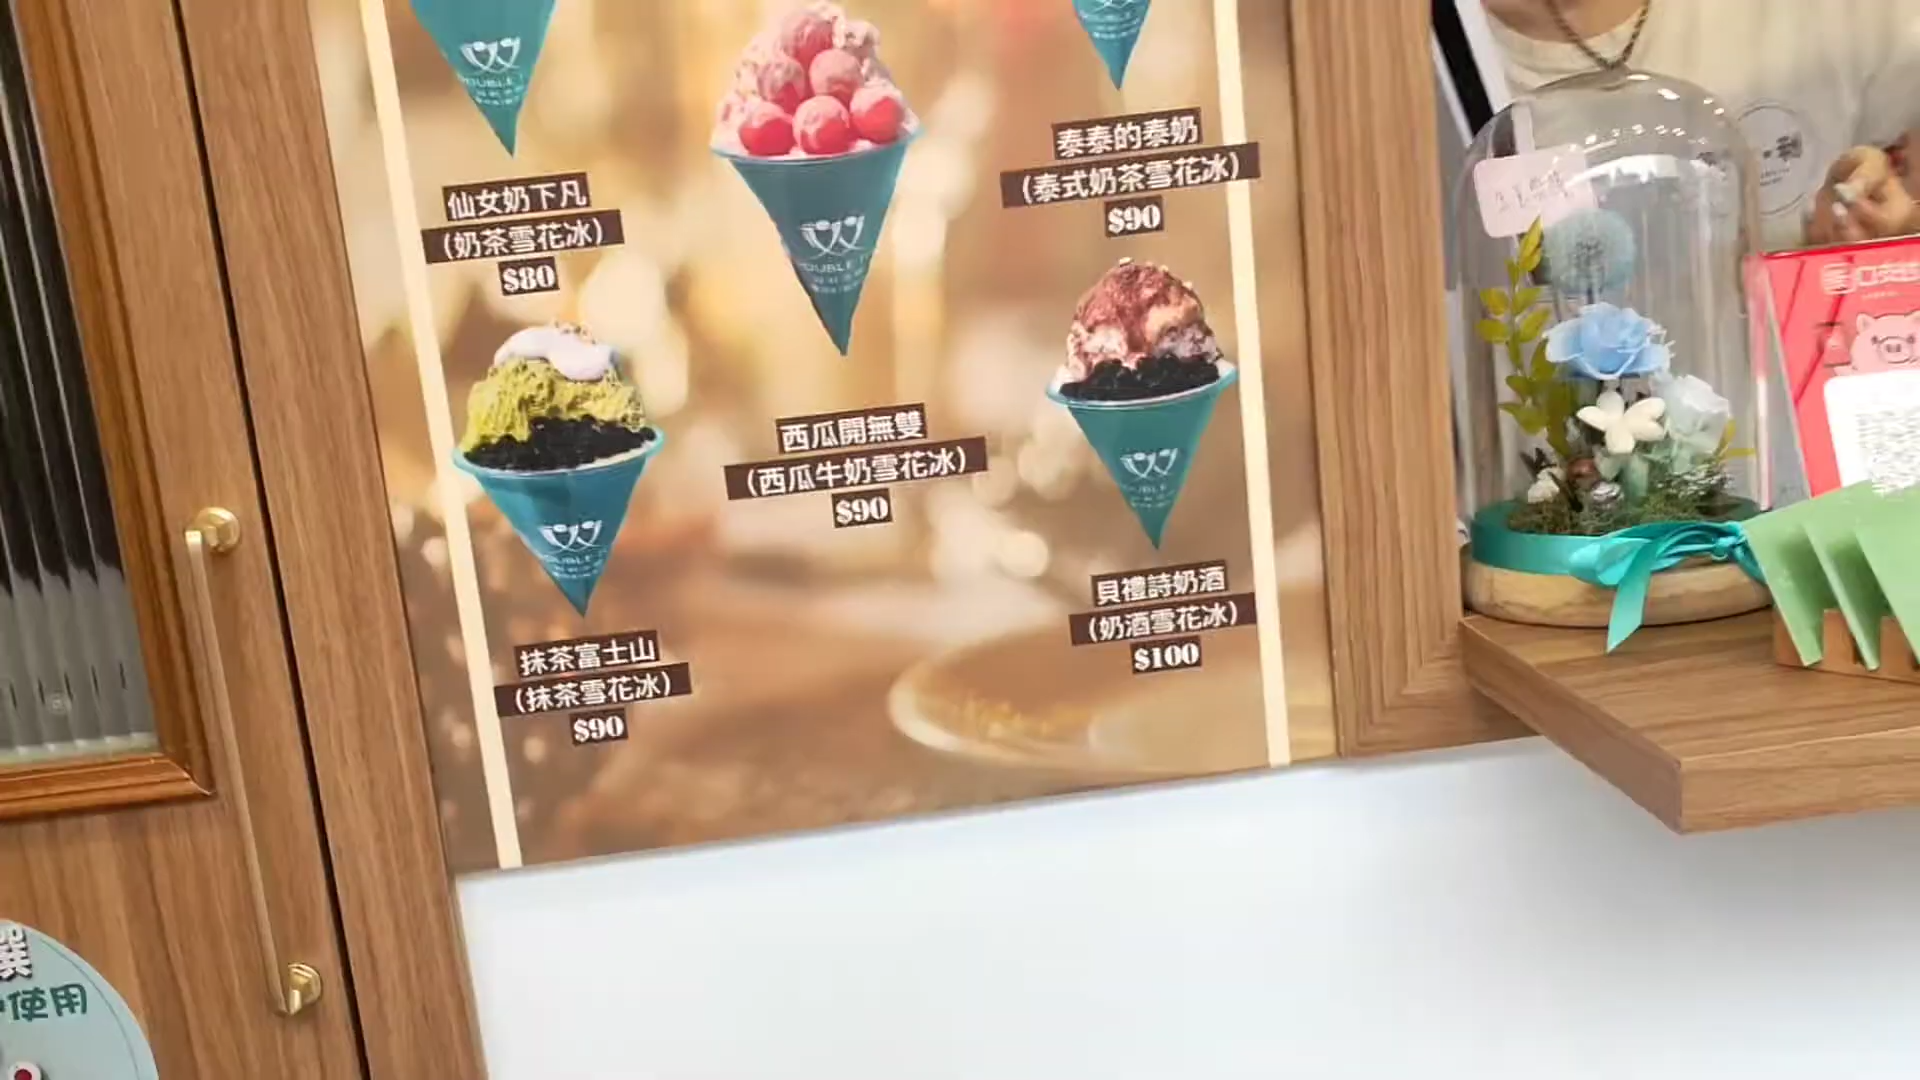 仙女奶下凡
(奶茶雪花冰)
$80
泰泰的泰奶
(泰式奶茶雪花冰)
$90
西瓜開無雙
(西瓜牛奶雪花冰)
$90
貝禮詩奶酒
(奶酒雪花冰)
$100
抹茶富士山
(抹茶雪花冰)
$90
使用